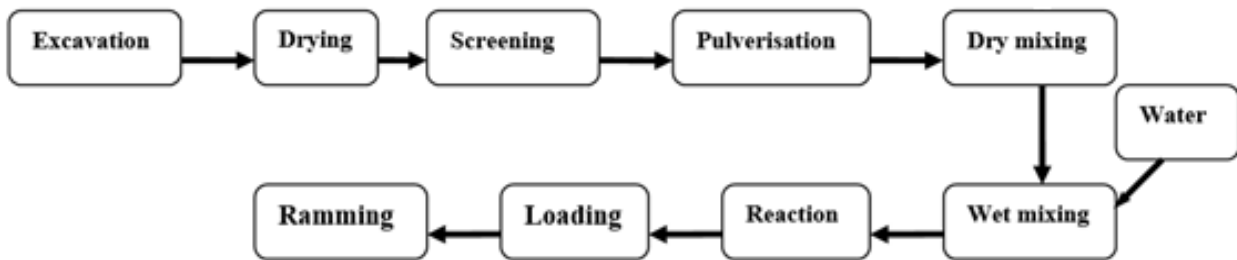 Excavation
Drying
Screening
Pulverisation
Dry mixing
Water
Wet mixing
Reaction
Loading
Ramming